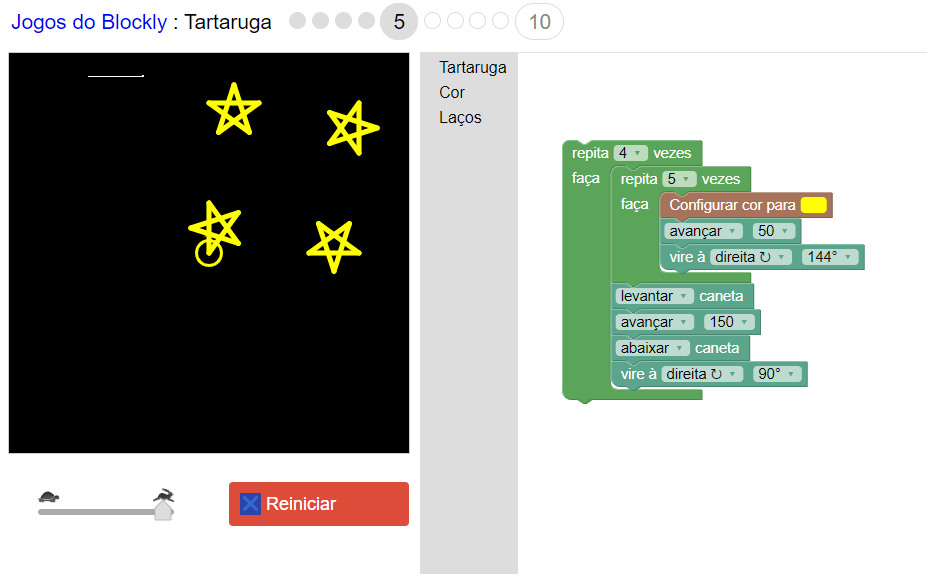 Jogos do Blockly : Tartaruga 5 10
Tartaruga
Cor
Laços
repita 4 vezes
faça repita 5 vezes
faça Configurar cor para
avançar 50
vire à direita ↻ 144°
levantar caneta
avançar 150
abaixar caneta
vire à direita ↻ 90°
Reiniciar